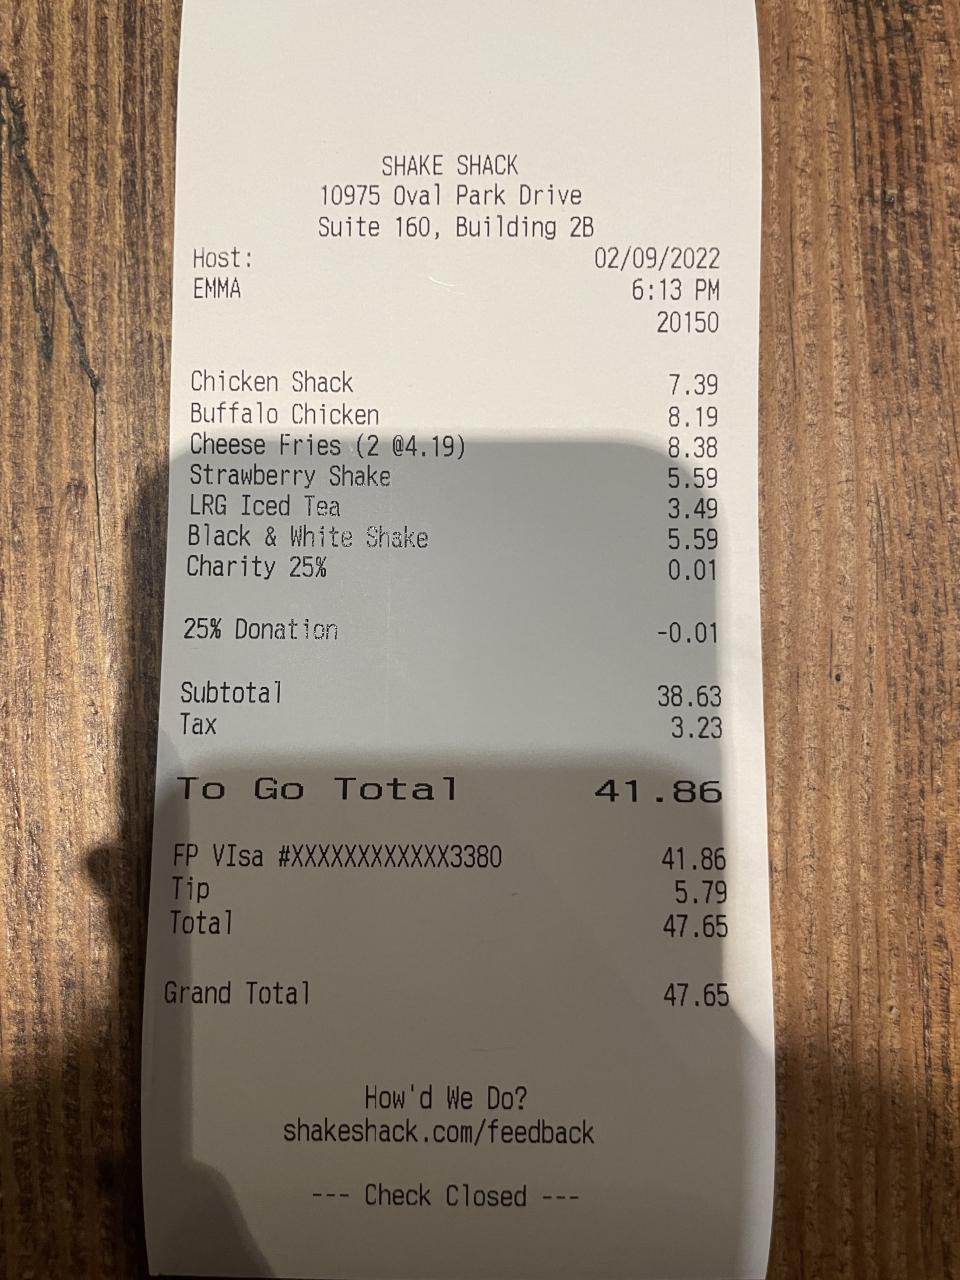 SHAKE SHACK
10975 Oval Park Drive
Suite 160, Building 2B
Host: 02/09/2022
EMMA 6:13 PM
20150
Chicken Shack 7.39
Buffalo Chicken 8.19
Cheese Fries (2 @4.19) 8.38
Strawberry Shake 5.59
LRG Iced Tea 3.49
Black & White Shake 5.59
Charity 25% 0.01
25% Donation -0.01
Subtotal 38.63
Tax 3.23
To Go Total 41.86
FP VIsa #XXXXXXXXXXXX3380 41.86
Tip 5.79
Total 47.65
Grand Total 47.65
How'd We Do?
shakeshack.com/feedback
--- Check Closed ---